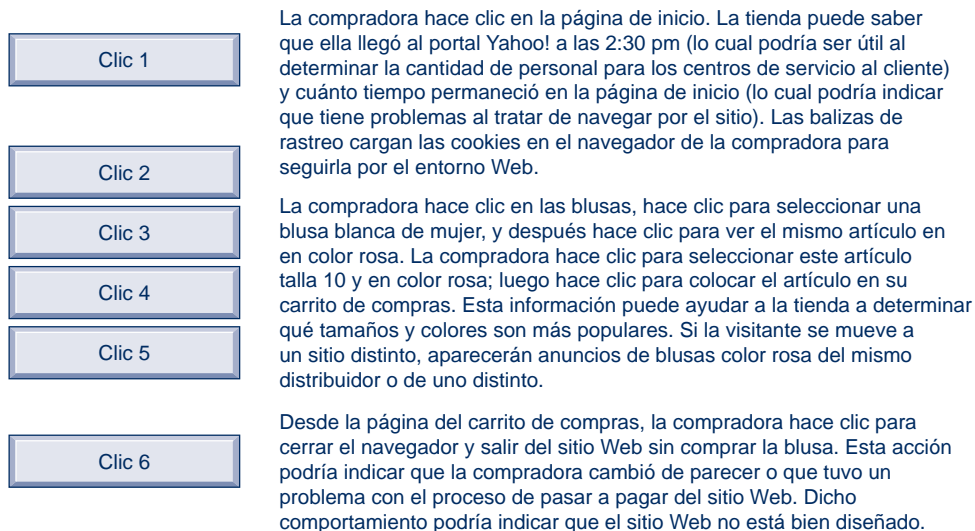 Clic 1
La compradora hace clic en la página de inicio. La tienda puede saber
que ella llegó al portal Yahoo! a las 2:30 pm (lo cual podría ser útil al
determinar la cantidad de personal para los centros de servicio al cliente)
y cuánto tiempo permaneció en la página de inicio (lo cual podría indicar
que tiene problemas al tratar de navegar por el sitio). Las balizas de
rastreo cargan las cookies en el navegador de la compradora para
seguirla por el entorno Web.
Clic 2
Clic 3
Clic 4
Clic 5
La compradora hace clic en las blusas, hace clic para seleccionar una
blusa blanca de mujer, y después hace clic para ver el mismo artículo en
en color rosa. La compradora hace clic para seleccionar este artículo
talla 10 y en color rosa; luego hace clic para colocar el artículo en su
carrito de compras. Esta información puede ayudar a la tienda a determinar
qué tamaños y colores son más populares. Si la visitante se mueve a
un sitio distinto, aparecerán anuncios de blusas color rosa del mismo
distribuidor o de uno distinto.
Clic 6
Desde la página del carrito de compras, la compradora hace clic para
cerrar el navegador y salir del sitio Web sin comprar la blusa. Esta acción
podría indicar que la compradora cambió de parecer o que tuvo un
problema con el proceso de pasar a pagar del sitio Web. Dicho
comportamiento podría indicar que el sitio Web no está bien diseñado.